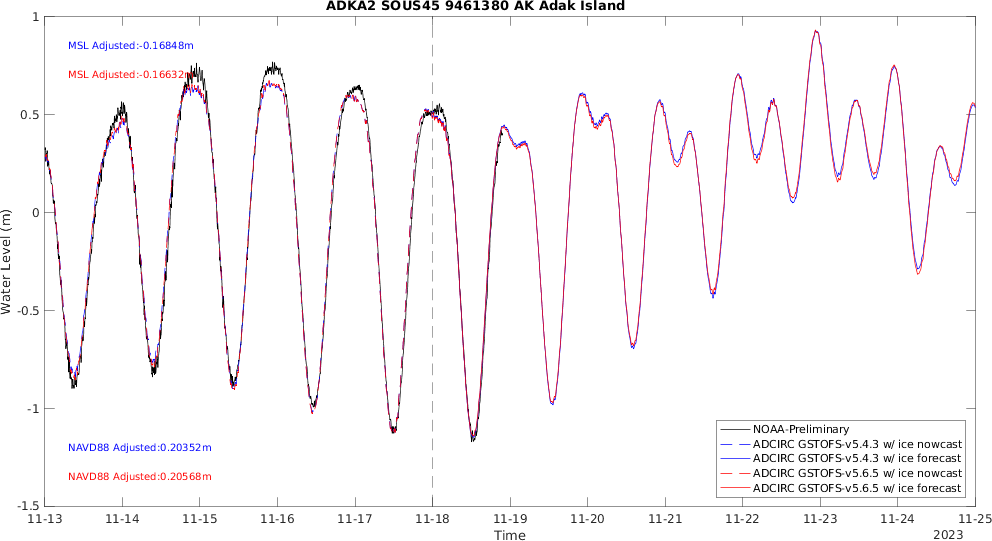 ADKA2 SOUS45 9461380 AK Adak Island
MSL Adjusted:-0.16848m
MSL Adjusted:-0.16632m
NAVD88 Adjusted:0.20352m
NAVD88 Adjusted:0.20568m
Water Level (m)
1
0.5
0
-0.5
-1
-1.5
NOAA-Preliminary
ADCIRC GSTOFS-v5.4.3 w/ ice nowcast
ADCIRC GSTOFS-v5.4.3 w/ ice forecast
ADCIRC GSTOFS-v5.6.5 w/ ice nowcast
ADCIRC GSTOFS-v5.6.5 w/ ice forecast
11-13 11-14 11-15 11-16 11-17 11-18 11-19 11-20 11-21 11-22 11-23 11-24 11-25
Time
2023